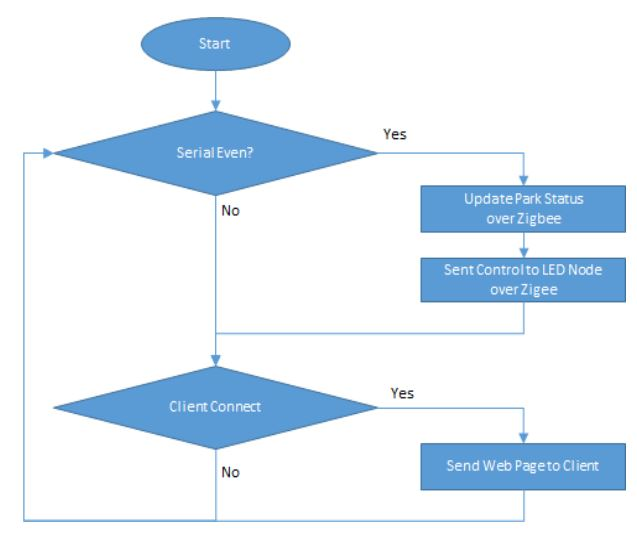 Start
Serial Even?
Yes
Update Park Status
over Zigbee
No
Sent Control to LED Node
over Zigee
Client Connect
Yes
Send Web Page to Client
No